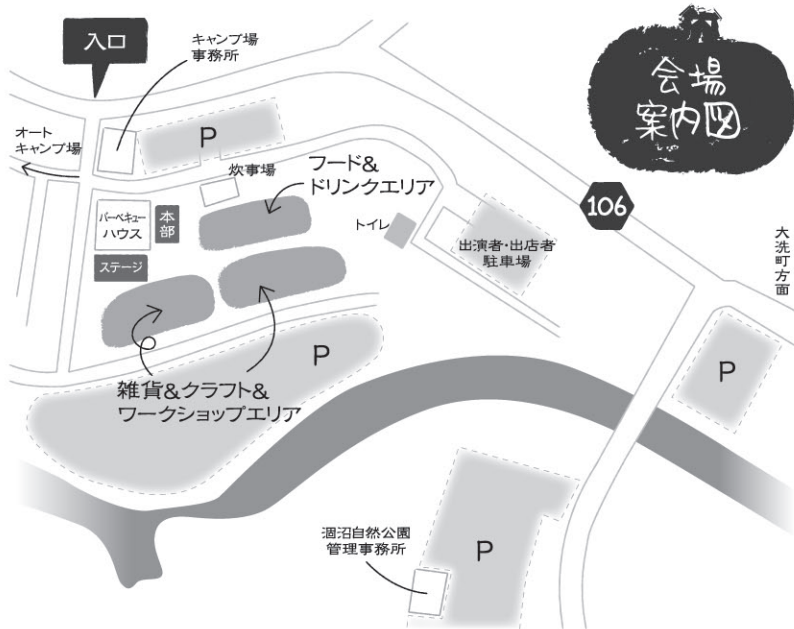 入口
キャンプ場
事務所
会場
案内図
オート
キャンプ場
P
炊事場
フード&
ドリンクエリア
バーベキュー
ハウス
本部
トイレ
106
出演者・出店者
駐車場
大洗町方面
ステージ
P
P
雑貨&クラフト&
ワークショップエリア
涸沼自然公園
管理事務所
P